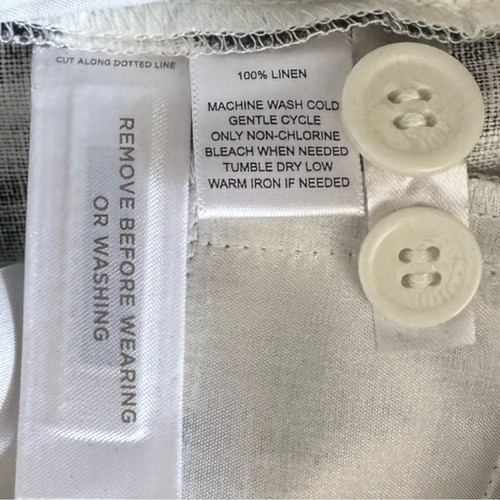 CUT ALONG DOTTED LINE
REMOVE BEFORE WEARING
OR WASHING
100% LINEN
MACHINE WASH COLD
GENTLE CYCLE
ONLY NON-CHLORINE
BLEACH WHEN NEEDED
TUMBLE DRY LOW
WARM IRON IF NEEDED